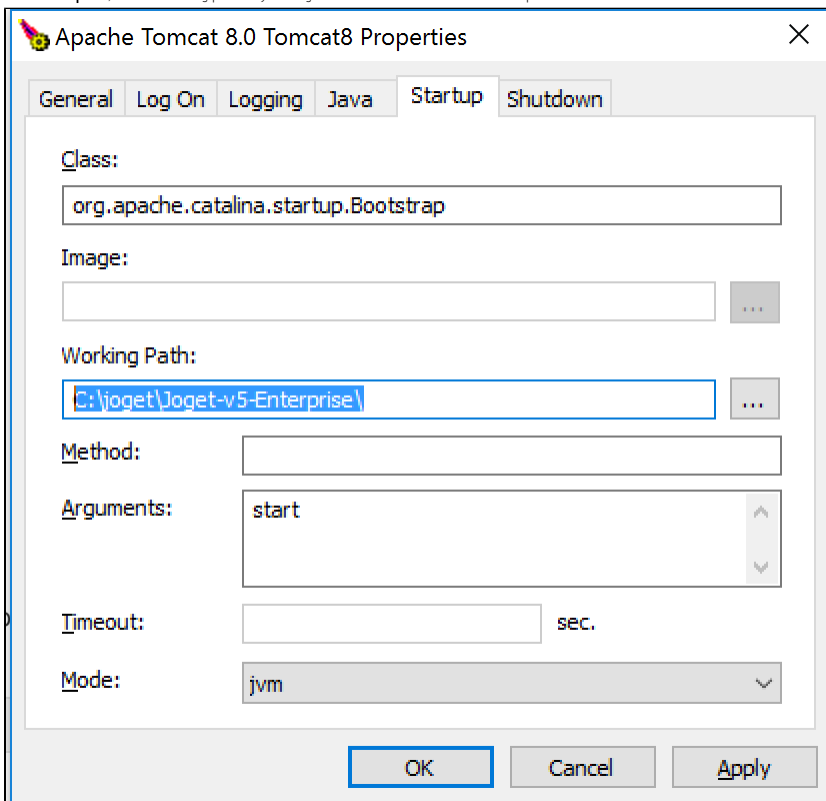 Apache Tomcat 8.0 Tomcat8 Properties
General Log On Logging Java Startup Shutdown
Class:
org.apache.catalina.startup.Bootstrap
Image:
...
Working Path:
C:\joget\Joget-v5-Enterprise\
...
Method:
Arguments:
start
Timeout:
sec.
Mode:
jvm
OK Cancel Apply